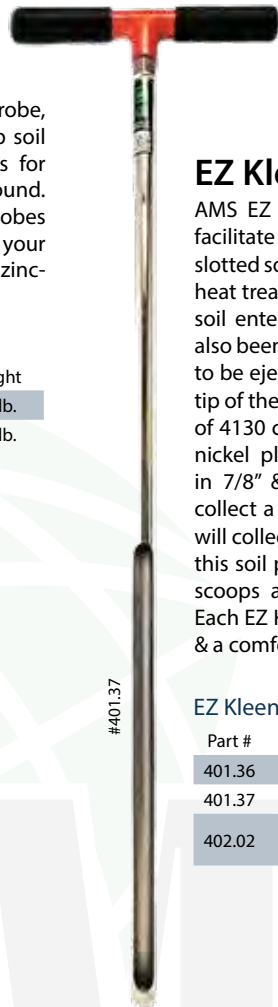 robe,
p soil
s for
ound.
obes
your
zinc-
ght
lb.
lb.
#401.37
EZ Kle
AMS EZ
facilitate
slotted so
heat trea
soil ente
also been
to be ejec
tip of the
of 4130 c
nickel pl
in 7/8” &
collect a
will collec
this soil p
scoops a
Each EZ K
& a comfo
EZ Kleen
Part #
401.36
401.37
402.02